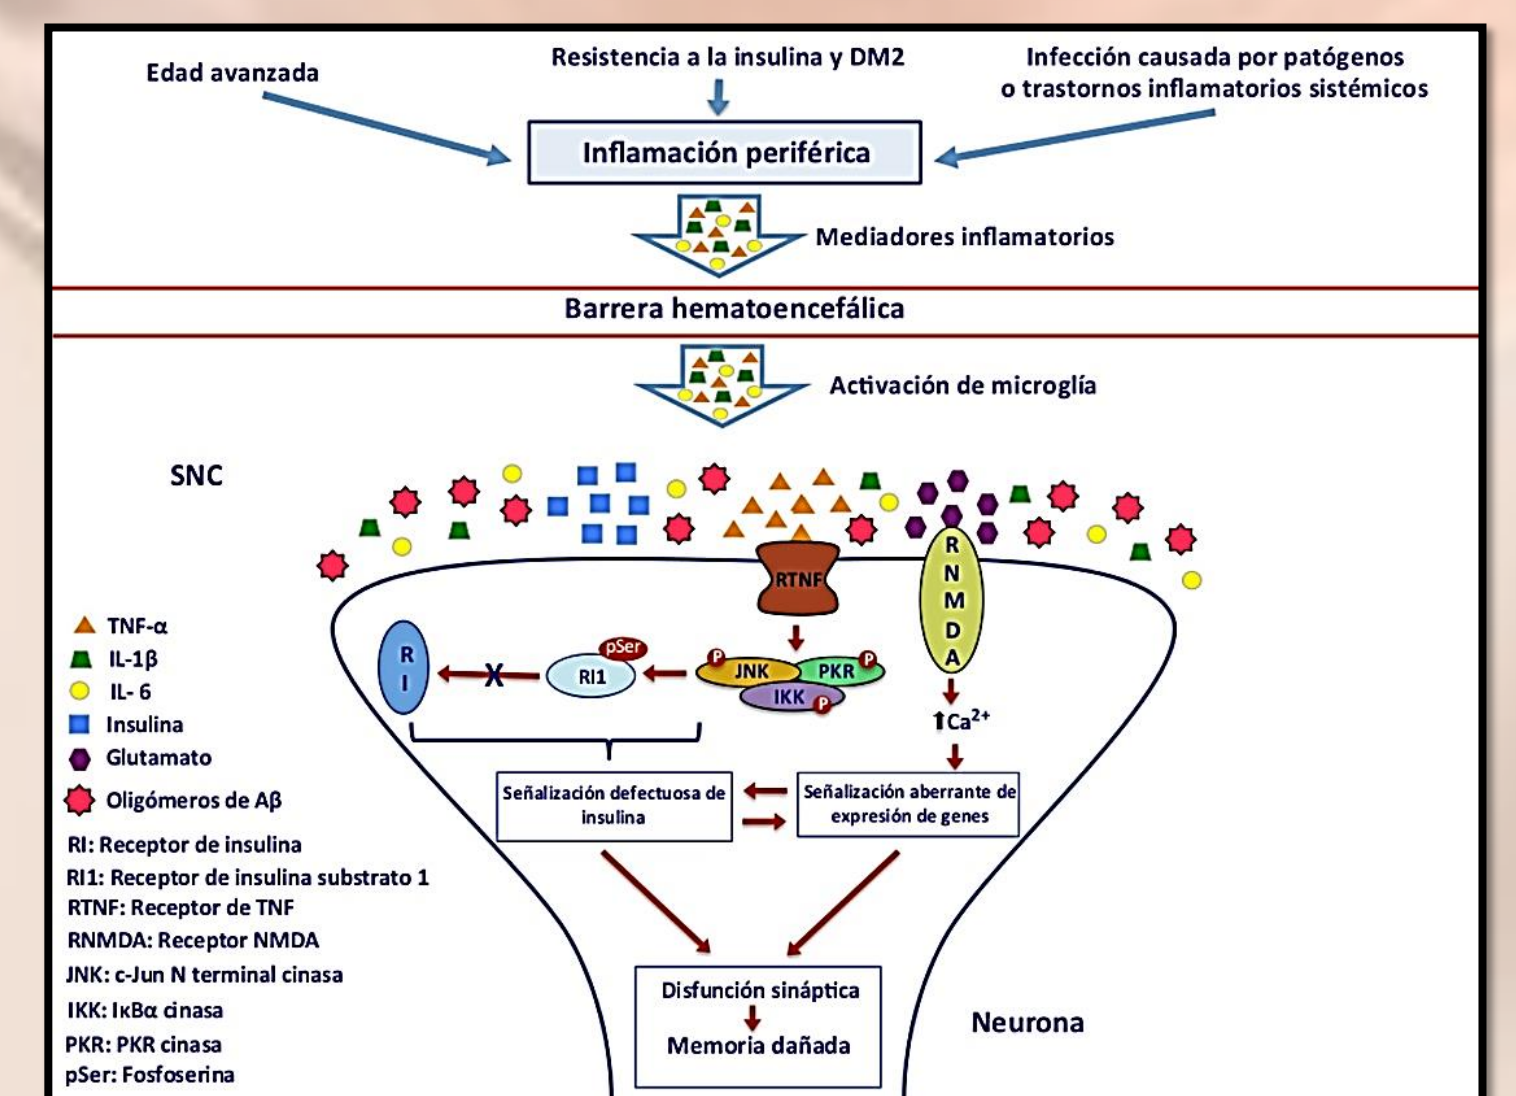 Edad avanzada
Resistencia a la insulina y DM2
Infección causada por patógenos
o trastornos inflamatorios sistémicos
Inflamación periférica
Mediadores inflamatorios
Barrera hematoencefálica
Activación de microglía
SNC
RTNF
R
N
M
D
A
R
I
X
pSer
RI1
P
JNK
PKR
P
IKK
P
⬆Ca²⁺
Señalización defectuosa de
insulina
Señalización aberrante de
expresión de genes
Disfunción sináptica
Memoria dañada
Neurona
TNF-α
IL-1β
IL- 6
Insulina
Glutamato
Oligómeros de Aβ
RI: Receptor de insulina
RI1: Receptor de insulina substrato 1
RTNF: Receptor de TNF
RNMDA: Receptor NMDA
JNK: c-Jun N terminal cinasa
IKK: IκBα cinasa
PKR: PKR cinasa
pSer: Fosfoserina